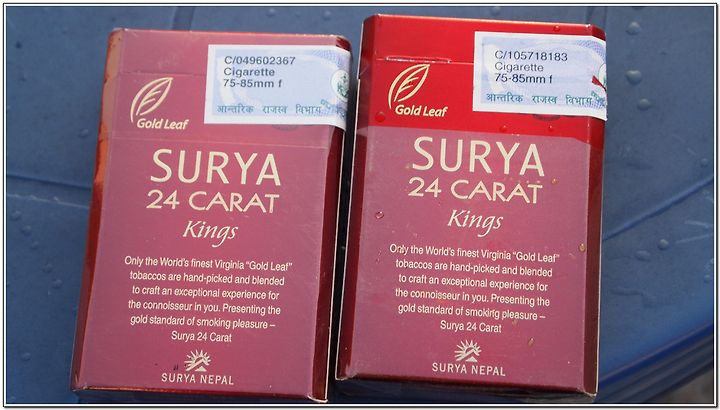 C/049602367
Cigarette
75-85mm f
आन्तरिक राजस्व विभाग
Gold Leaf
SURYA
24 CARAT
Kings
Only the World's finest Virginia "Gold Leaf"
tobaccos are hand-picked and blended
to craft an exceptional experience for
the connoisseur in you. Presenting the
gold standard of smoking pleasure –
Surya 24 Carat
SURYA NEPAL
C/105718183
Cigarette
75-85mm f
आन्तरिक राजस्व विभाग
Gold Leaf
SURYA
24 CARAT
Kings
Only the World's finest Virginia "Gold Leaf"
tobaccos are hand-picked and blended
to craft an exceptional experience for
the connoisseur in you. Presenting the
gold standard of smoking pleasure –
Surya 24 Carat
SURYA NEPAL